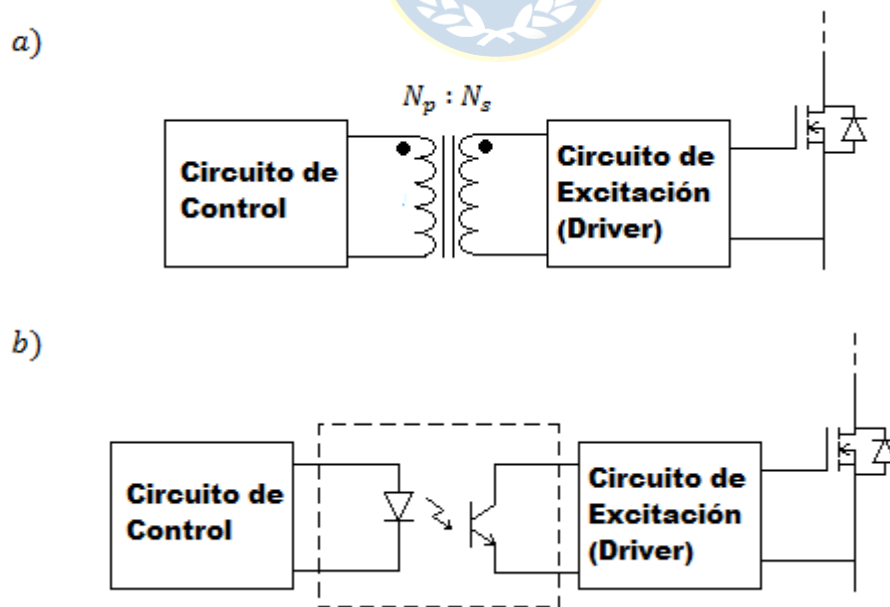 a)
N_p : N_s
Circuito de
Control
Circuito de
Excitación
(Driver)
b)
Circuito de
Control
Circuito de
Excitación
(Driver)